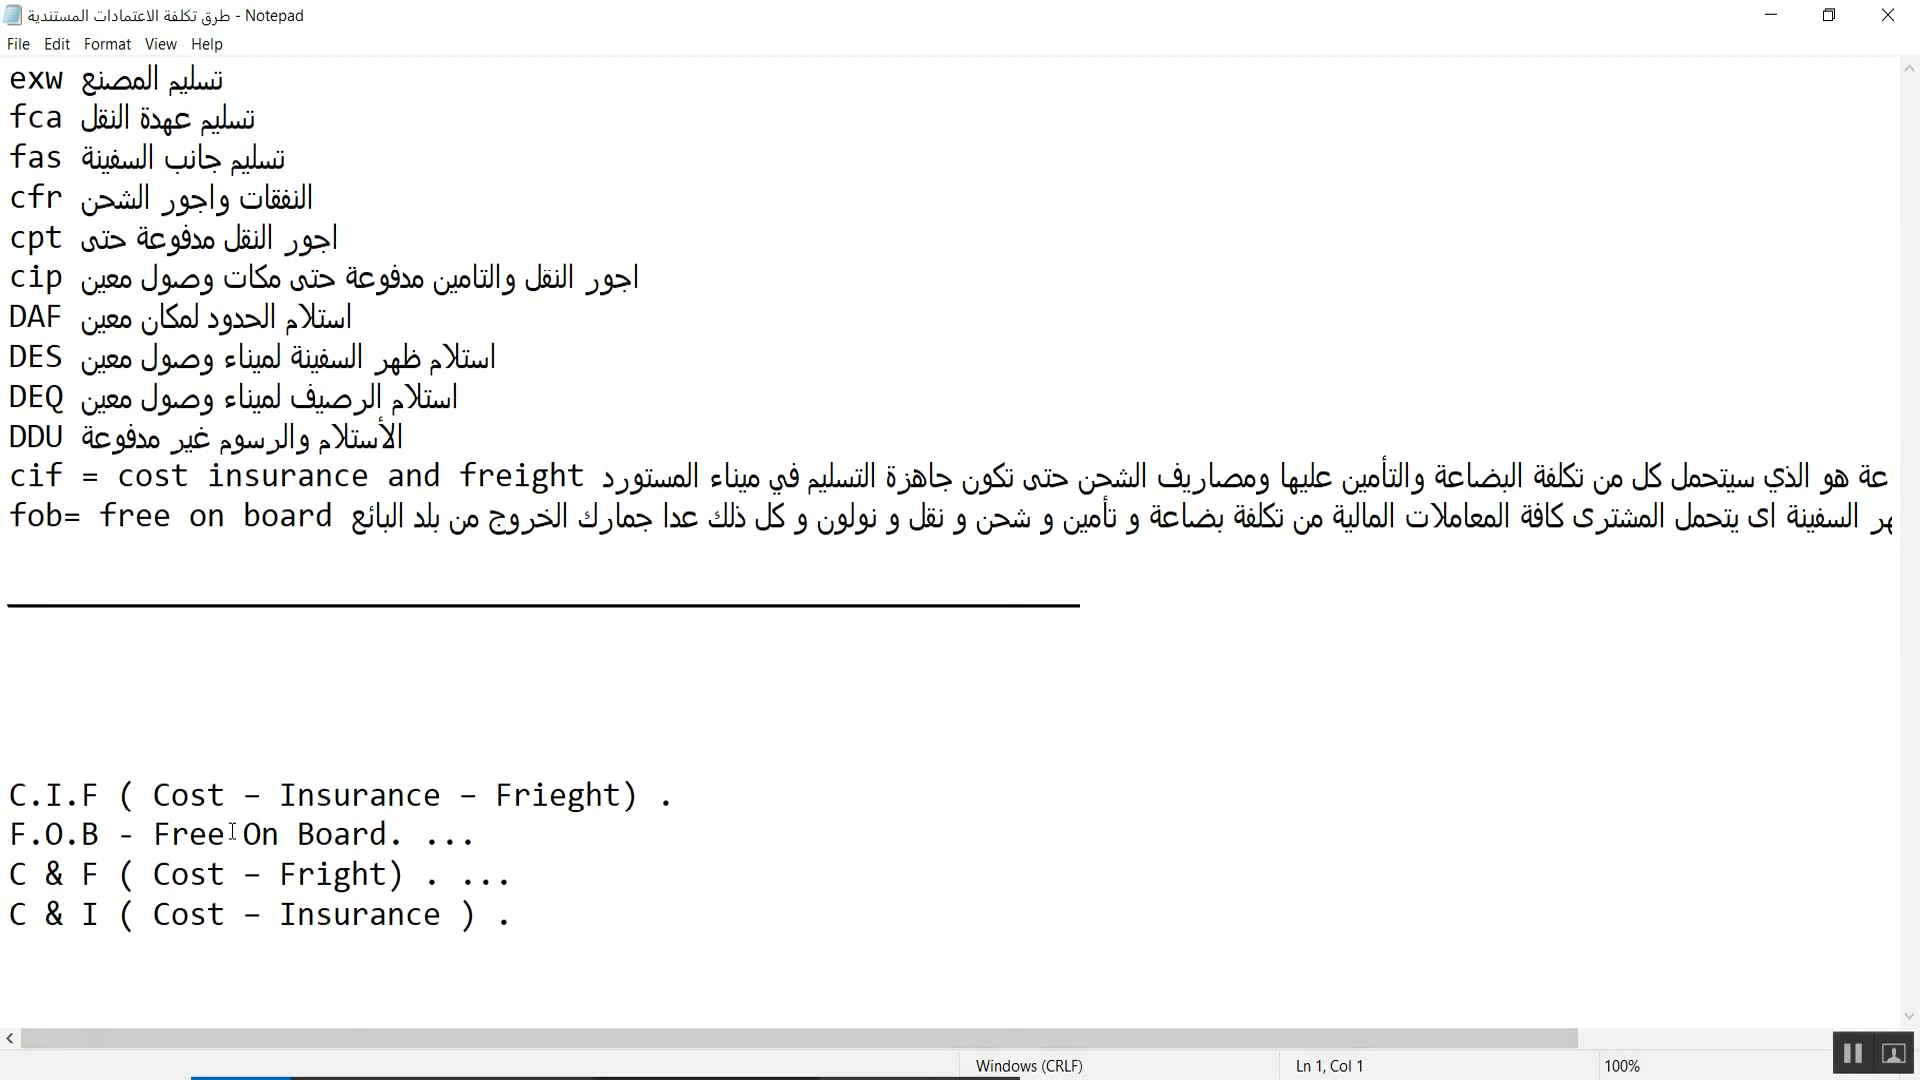 طرق تكلفة الاعتمادات المستندية - Notepad
File Edit Format View Help
exw تسليم المصنع
fca تسليم عهدة النقل
fas تسليم جانب السفينة
cfr النفقات واجور الشحن
cpt اجور النقل مدفوعة حتى
cip اجور النقل والتامين مدفوعة حتى مكات وصول معين
DAF استلام الحدود لمكان معين
DES استلام ظهر السفينة لميناء وصول معين
DEQ استلام الرصيف لميناء وصول معين
DDU الأستلام والرسوم غير مدفوعة
cif = cost insurance and freight هو الذي سيتحمل كل من تكلفة البضاعة والتأمين عليها ومصاريف الشحن حتى تكون جاهزة التسليم في ميناء المستورد
fob= free on board السفينة اى يتحمل المشترى كافة المعاملات المالية من تكلفة بضاعة و تأمين و شحن و نقل و نولون و كل ذلك عدا جمارك الخروج من بلد البائع
C.I.F ( Cost – Insurance – Frieght) .
F.O.B - Free On Board. ...
C & F ( Cost – Fright) . ...
C & I ( Cost – Insurance ) .
Windows (CRLF) Ln 1, Col 1 100%